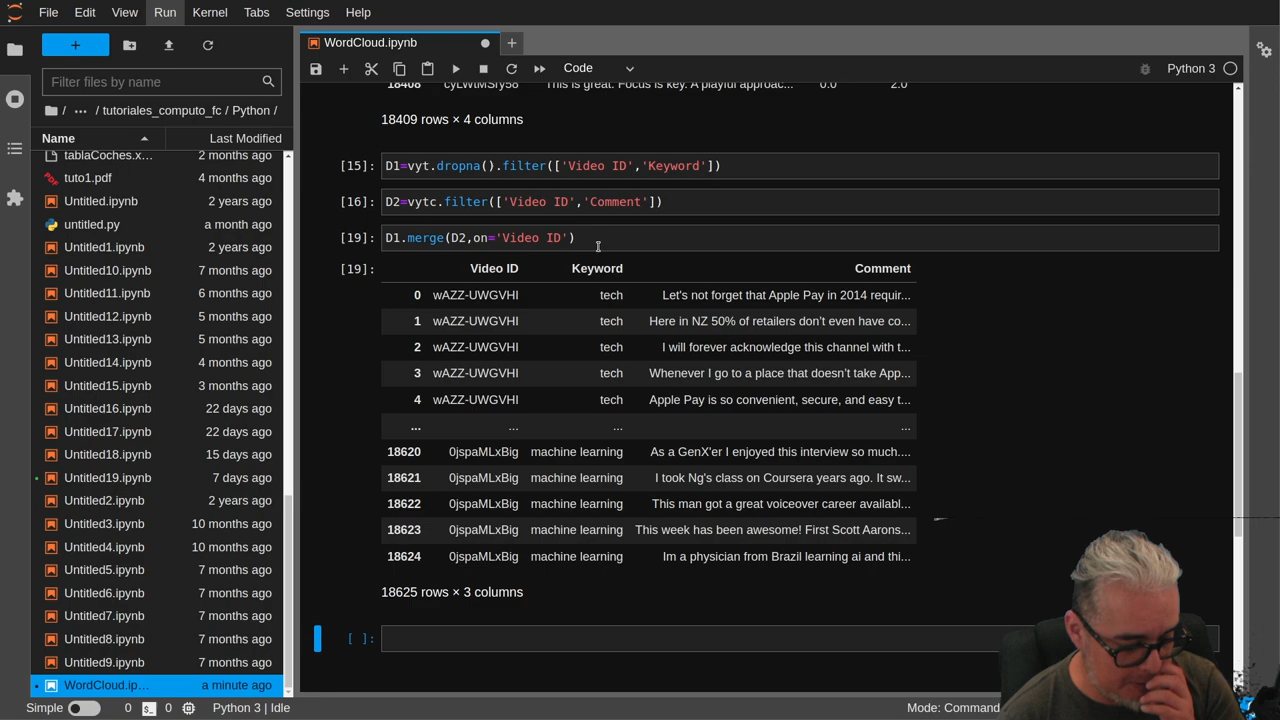 File Edit View Run Kernel Tabs Settings Help
WordCloud.ipynb
+
Filter files by name
/ ... / tutoriales_computo_fc / Python /
Name Last Modified
tablaCoches.x... 2 months ago
tuto1.pdf 4 months ago
Untitled.ipynb 2 years ago
untitled.py a month ago
Untitled1.ipynb 2 years ago
Untitled10.ipynb 7 months ago
Untitled11.ipynb 6 months ago
Untitled12.ipynb 5 months ago
Untitled13.ipynb 5 months ago
Untitled14.ipynb 4 months ago
Untitled15.ipynb 3 months ago
Untitled16.ipynb 22 days ago
Untitled17.ipynb 22 days ago
Untitled18.ipynb 15 days ago
Untitled19.ipynb 7 days ago
Untitled2.ipynb 2 years ago
Untitled3.ipynb 10 months ago
Untitled4.ipynb 10 months ago
Untitled5.ipynb 7 months ago
Untitled6.ipynb 7 months ago
Untitled7.ipynb 7 months ago
Untitled8.ipynb 7 months ago
Untitled9.ipynb 7 months ago
WordCloud.ip... a minute ago
Code
Python 3
18408 cyLWtMSry58 This is great. Focus is key. A playful approac... 0.0 2.0
18409 rows × 4 columns
[15]: D1=vyt.dropna().filter(['Video ID','Keyword'])
[16]: D2=vytc.filter(['Video ID','Comment'])
[19]: D1.merge(D2,on='Video ID')
[19]: Video ID Keyword Comment
0 wAZZ-UWGVHI tech Let's not forget that Apple Pay in 2014 requir...
1 wAZZ-UWGVHI tech Here in NZ 50% of retailers don’t even have co...
2 wAZZ-UWGVHI tech I will forever acknowledge this channel with t...
3 wAZZ-UWGVHI tech Whenever I go to a place that doesn’t take App...
4 wAZZ-UWGVHI tech Apple Pay is so convenient, secure, and easy t...
... ... ... ...
18620 0jspaMLxBig machine learning As a GenX'er I enjoyed this interview so much....
18621 0jspaMLxBig machine learning I took Ng's class on Coursera years ago. It sw...
18622 0jspaMLxBig machine learning This man got a great voiceover career availabl...
18623 0jspaMLxBig machine learning This week has been awesome! First Scott Aarons...
18624 0jspaMLxBig machine learning Im a physician from Brazil learning ai and thi...
18625 rows × 3 columns
[ ]:
Simple 0 $_ 0 Python 3 | Idle
Mode: Command